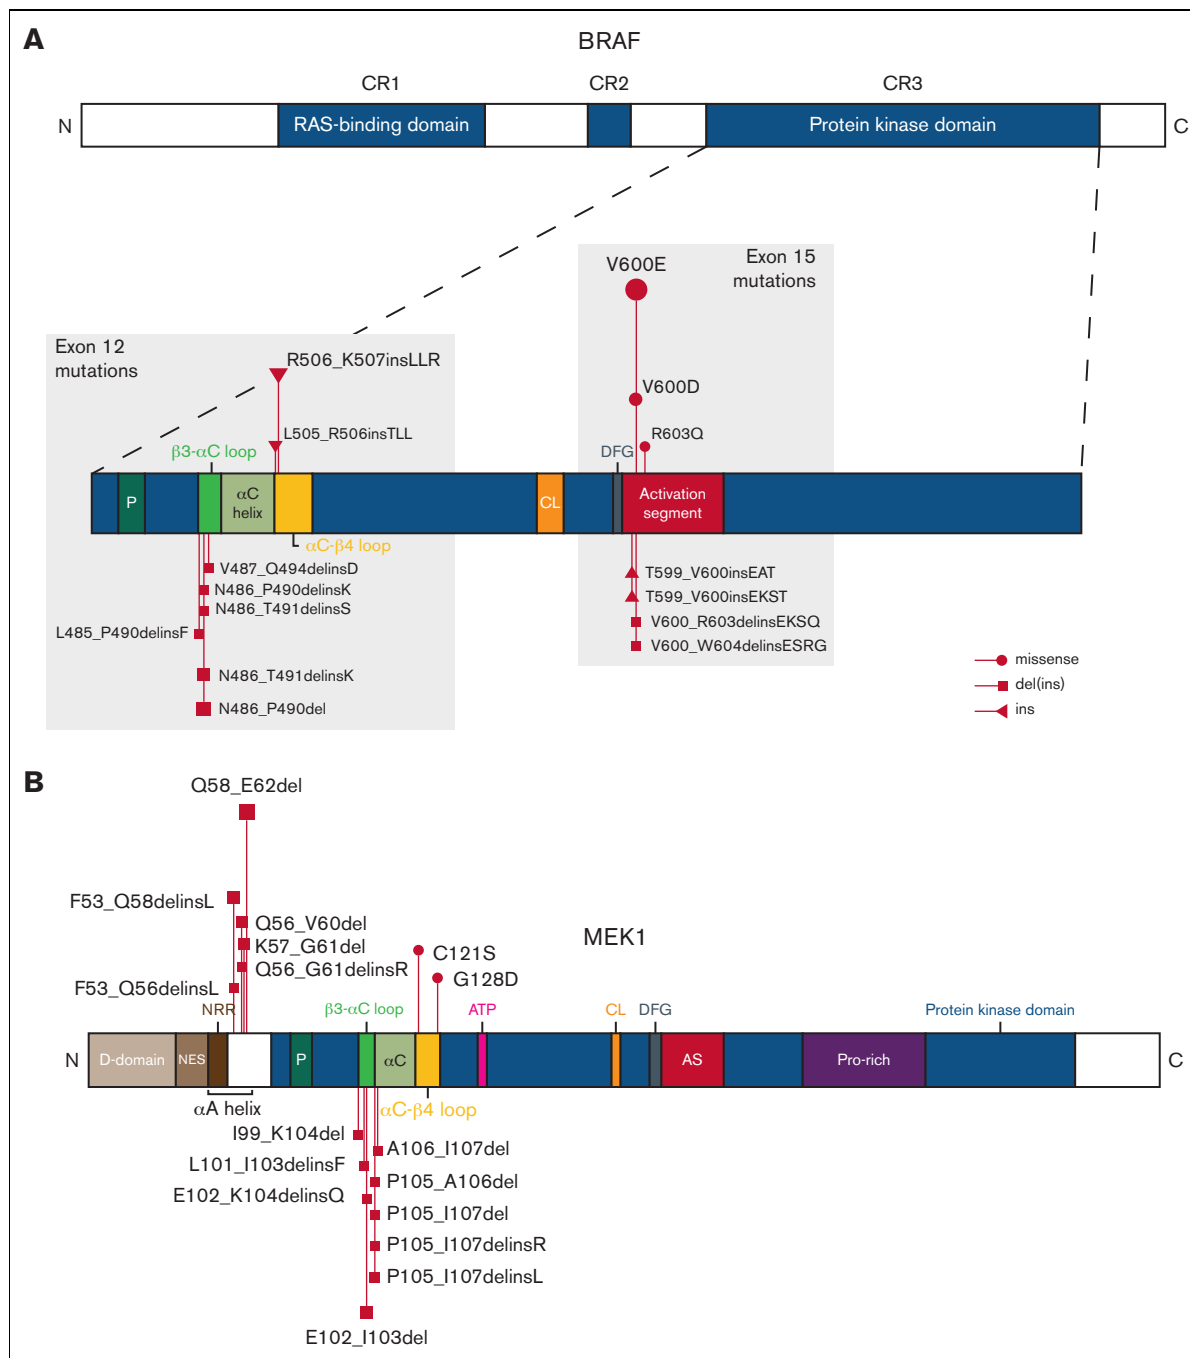 A
BRAF
CR1
CR2
CR3
N
RAS-binding domain
Protein kinase domain
C
Exon 15
mutations
V600E
Exon 12
mutations
R506_K507insLLR
V600D
L505_R506insTLL
R603Q
β3-αC loop
DFG
P
αC
helix
CL
Activation
segment
αC-β4 loop
V487_Q494delinsD
N486_P490delinsK
N486_T491delinsS
L485_P490delinsF
N486_T491delinsK
N486_P490del
T599_V600insEAT
T599_V600insEKST
V600_R603delinsEKSQ
V600_W604delinsESRG
missense
del(ins)
ins
B
Q58_E62del
F53_Q58delinsL
Q56_V60del
K57_G61del
Q56_G61delinsR
F53_Q56delinsL
MEK1
C121S
G128D
NRR
β3-αC loop
ATP
CL
DFG
Protein kinase domain
N
D-domain
NES
P
αC
AS
Pro-rich
C
αA helix
αC-β4 loop
I99_K104del
L101_I103delinsF
E102_K104delinsQ
A106_I107del
P105_A106del
P105_I107del
P105_I107delinsR
P105_I107delinsL
E102_I103del